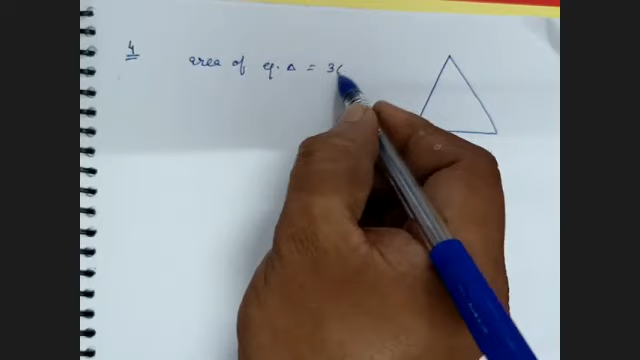 4
area of eq. Δ = 3